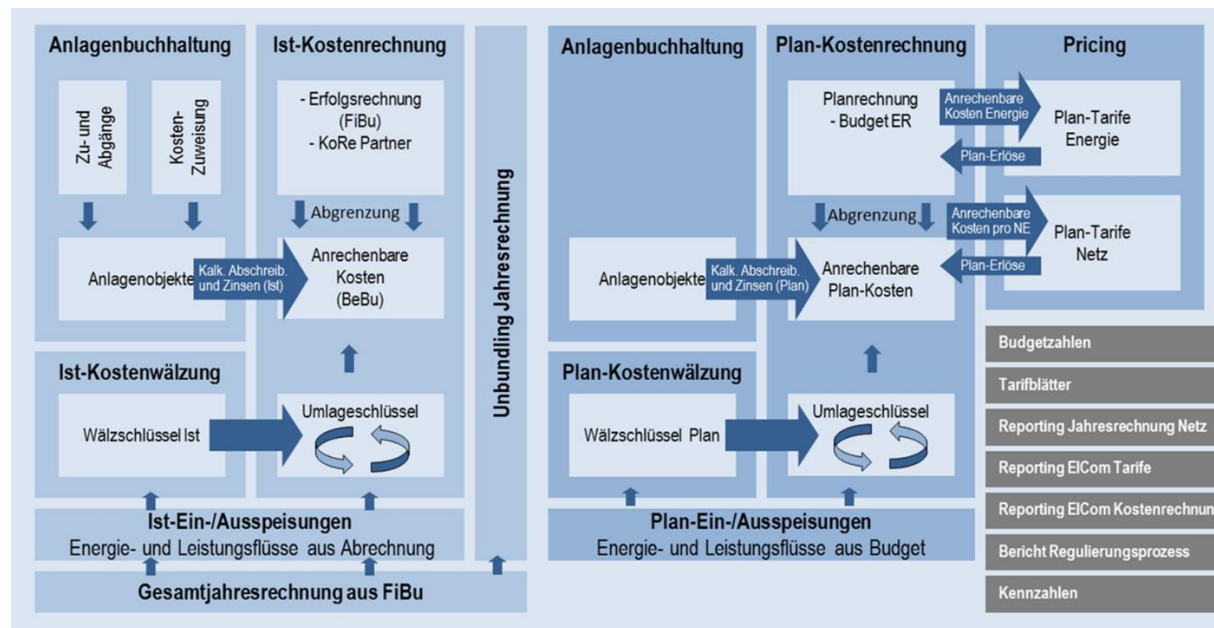 Anlagenbuchhaltung
Zu- und
Abgänge
Kosten-
Zuweisung
Anlagenobjekte
Kalk. Abschreib.
und Zinsen (Ist)
Ist-Kostenrechnung
- Erfolgsrechnung
(FiBu)
- KoRe Partner
Abgrenzung
Anrechenbare
Kosten
(BeBu)
Ist-Kostenwälzung
Wälzschlüssel Ist
Umlageschlüssel
Ist-Ein-/Ausspeisungen
Energie- und Leistungsflüsse aus Abrechnung
Gesamtjahresrechnung aus FiBu
Unbundling Jahresrechnung
Anlagenbuchhaltung
Anlagenobjekte
Kalk. Abschreib.
und Zinsen (Plan)
Plan-Kostenrechnung
Planrechnung
- Budget ER
Abgrenzung
Anrechenbare
Plan-Kosten
Plan-Kostenwälzung
Wälzschlüssel Plan
Umlageschlüssel
Plan-Ein-/Ausspeisungen
Energie- und Leistungsflüsse aus Budget
Pricing
Anrechenbare
Kosten Energie
Plan-Erlöse
Plan-Tarife
Energie
Anrechenbare
Kosten pro NE
Plan-Erlöse
Plan-Tarife
Netz
Budgetzahlen
Tarifblätter
Reporting Jahresrechnung Netz
Reporting ElCom Tarife
Reporting ElCom Kostenrechnun
Bericht Regulierungsprozess
Kennzahlen